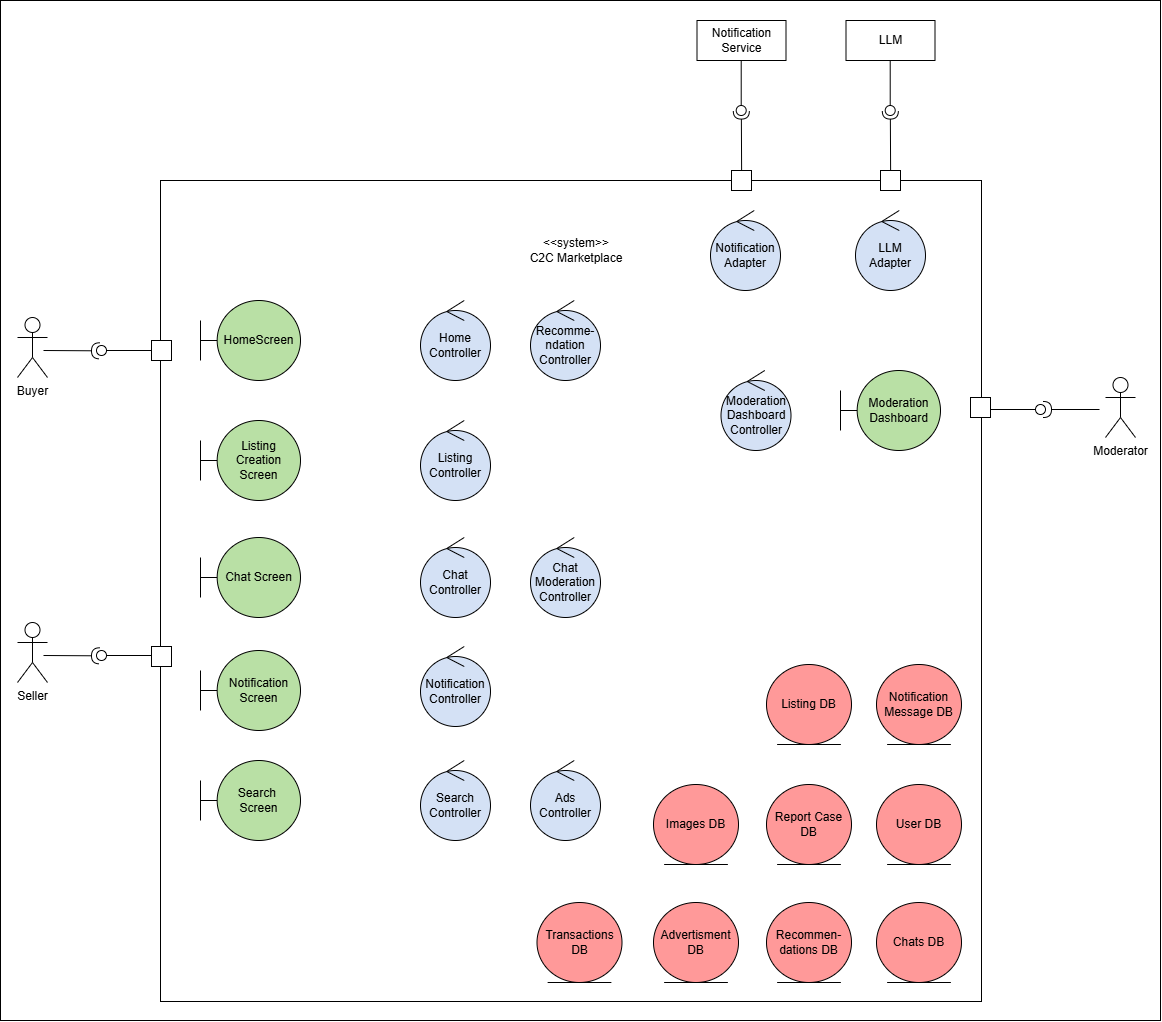 Notification
Service
LLM
<<system>>
C2C Marketplace
Notification
Adapter
LLM
Adapter
Buyer
HomeScreen
Home
Controller
Recomme-
ndation
Controller
Moderation
Dashboard
Controller
Moderation
Dashboard
Moderator
Listing
Creation
Screen
Listing
Controller
Chat Screen
Chat
Controller
Chat
Moderation
Controller
Seller
Notification
Screen
Notification
Controller
Listing DB
Notification
Message DB
Search
Screen
Search
Controller
Ads
Controller
Images DB
Report Case
DB
User DB
Transactions
DB
Advertisment
DB
Recommen-
dations DB
Chats DB